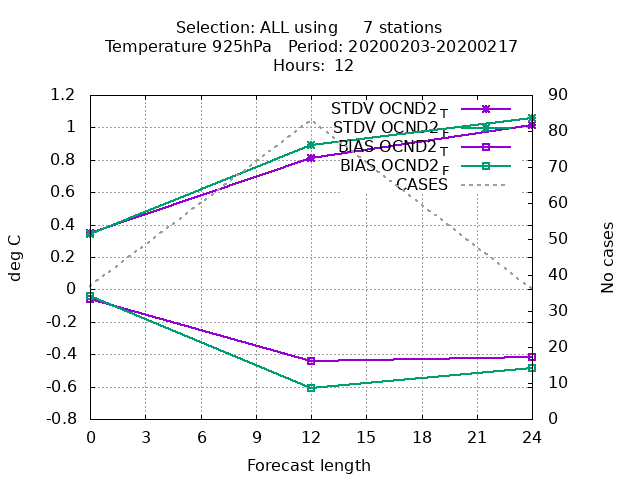 Selection: ALL using     7 stations
Temperature 925hPa   Period: 20200203-20200217
Hours: 12
STDV OCND2 T
STDV OCND2 F
BIAS OCND2 T
BIAS OCND2 F
CASES
1.2
1
0.8
0.6
0.4
0.2
0
-0.2
-0.4
-0.6
-0.8
deg C
90
80
70
60
50
40
30
20
10
0
No cases
0 3 6 9 12 15 18 21 24
Forecast length